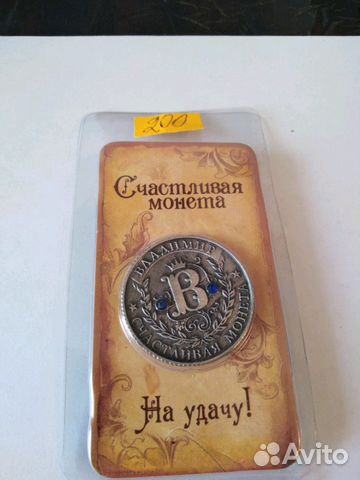 200
Счастливая
монета
ВЛАДИМИР
В
СЧАСТЛИВАЯ МОНЕТА
На удачу!
Avito